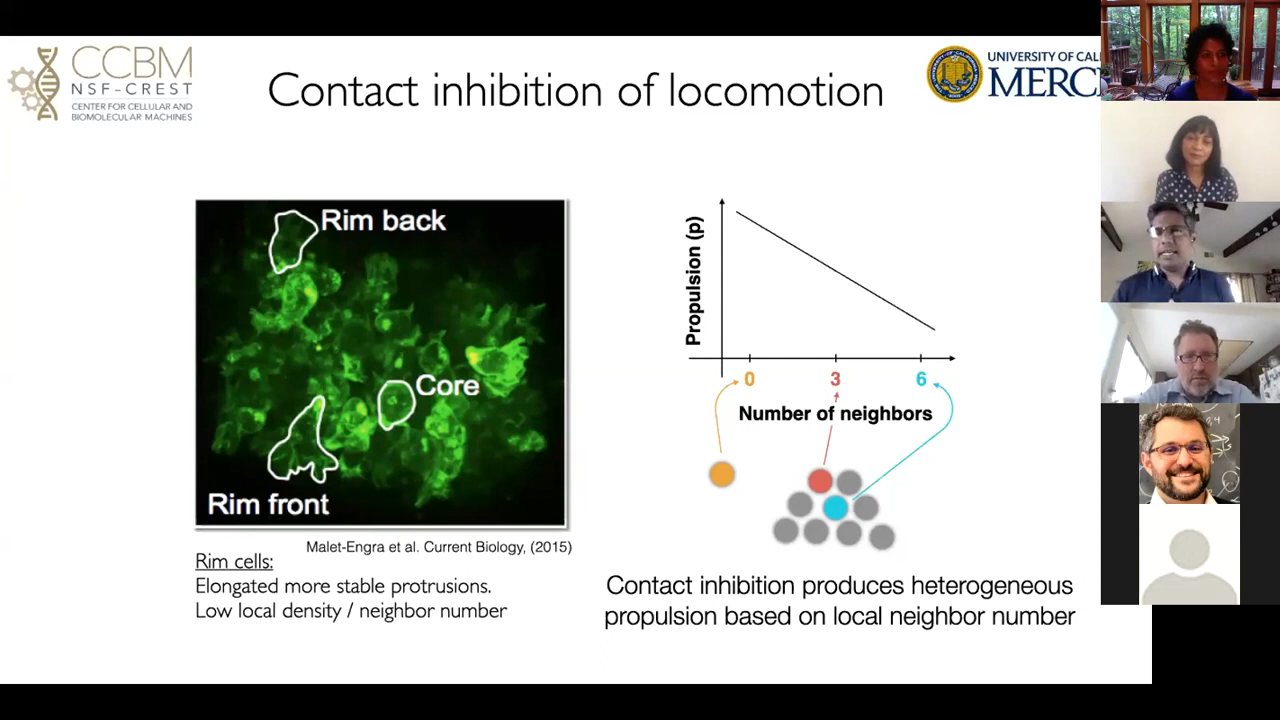 CCBM
NSF-CREST
CENTER FOR CELLULAR AND
BIOMOLECULAR MACHINES
Contact inhibition of locomotion
UNIVERSITY OF CAL
MERC
Rim back
Core
Rim front
Malet-Engra et al. Current Biology, (2015)
Rim cells:
Elongated more stable protrusions.
Low local density / neighbor number
Propulsion (p)
0 3 6
Number of neighbors
Contact inhibition produces heterogeneous
propulsion based on local neighbor number